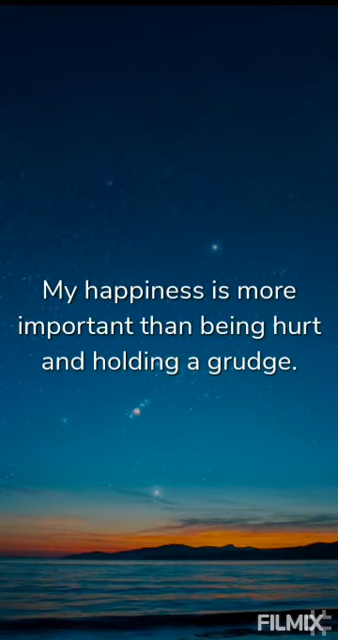 My happiness is more
important than being hurt
and holding a grudge.
FILMIX